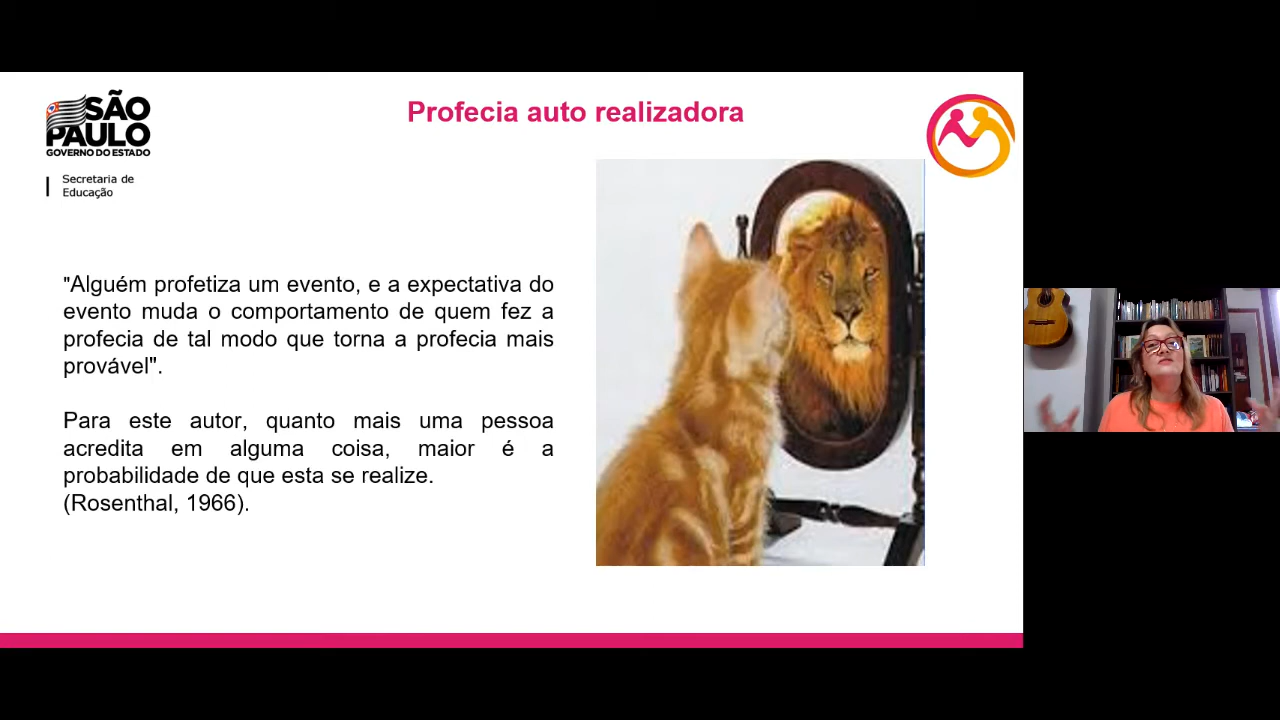 SÃO
PAULO
GOVERNO DO ESTADO
Secretaria de
Educação
Profecia auto realizadora
"Alguém profetiza um evento, e a expectativa do
evento muda o comportamento de quem fez a
profecia de tal modo que torna a profecia mais
provável".
Para este autor, quanto mais uma pessoa
acredita em alguma coisa, maior é a
probabilidade de que esta se realize.
(Rosenthal, 1966).